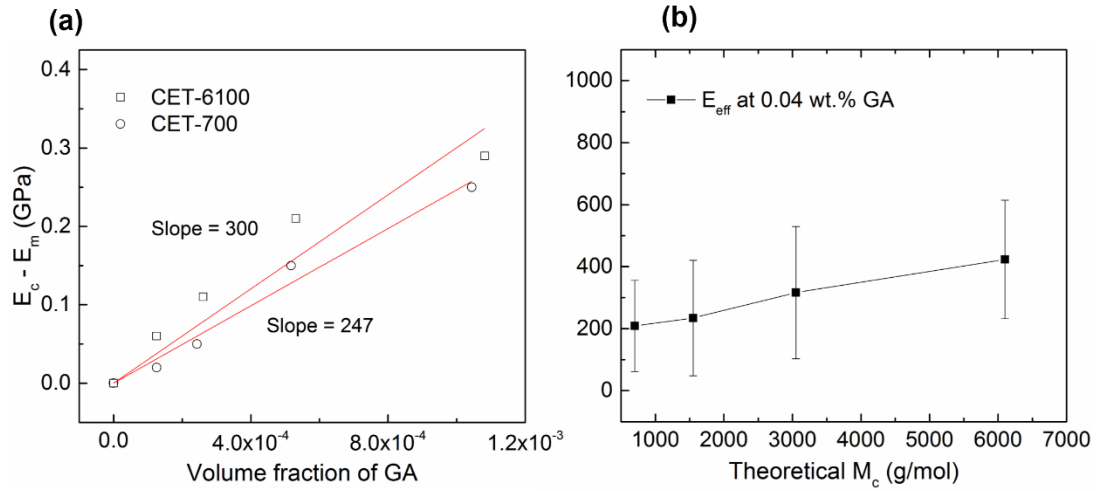 (a)
0.4
0.3
0.2
0.1
0.0
E_c - E_m (GPa)
CET-6100
CET-700
Slope = 300
Slope = 247
0.0
4.0x10^-4
8.0x10^-4
1.2x10^-3
Volume fraction of GA
(b)
1000
800
600
400
200
0
E_eff at 0.04 wt.% GA
1000
2000
3000
4000
5000
6000
7000
Theoretical M_c (g/mol)